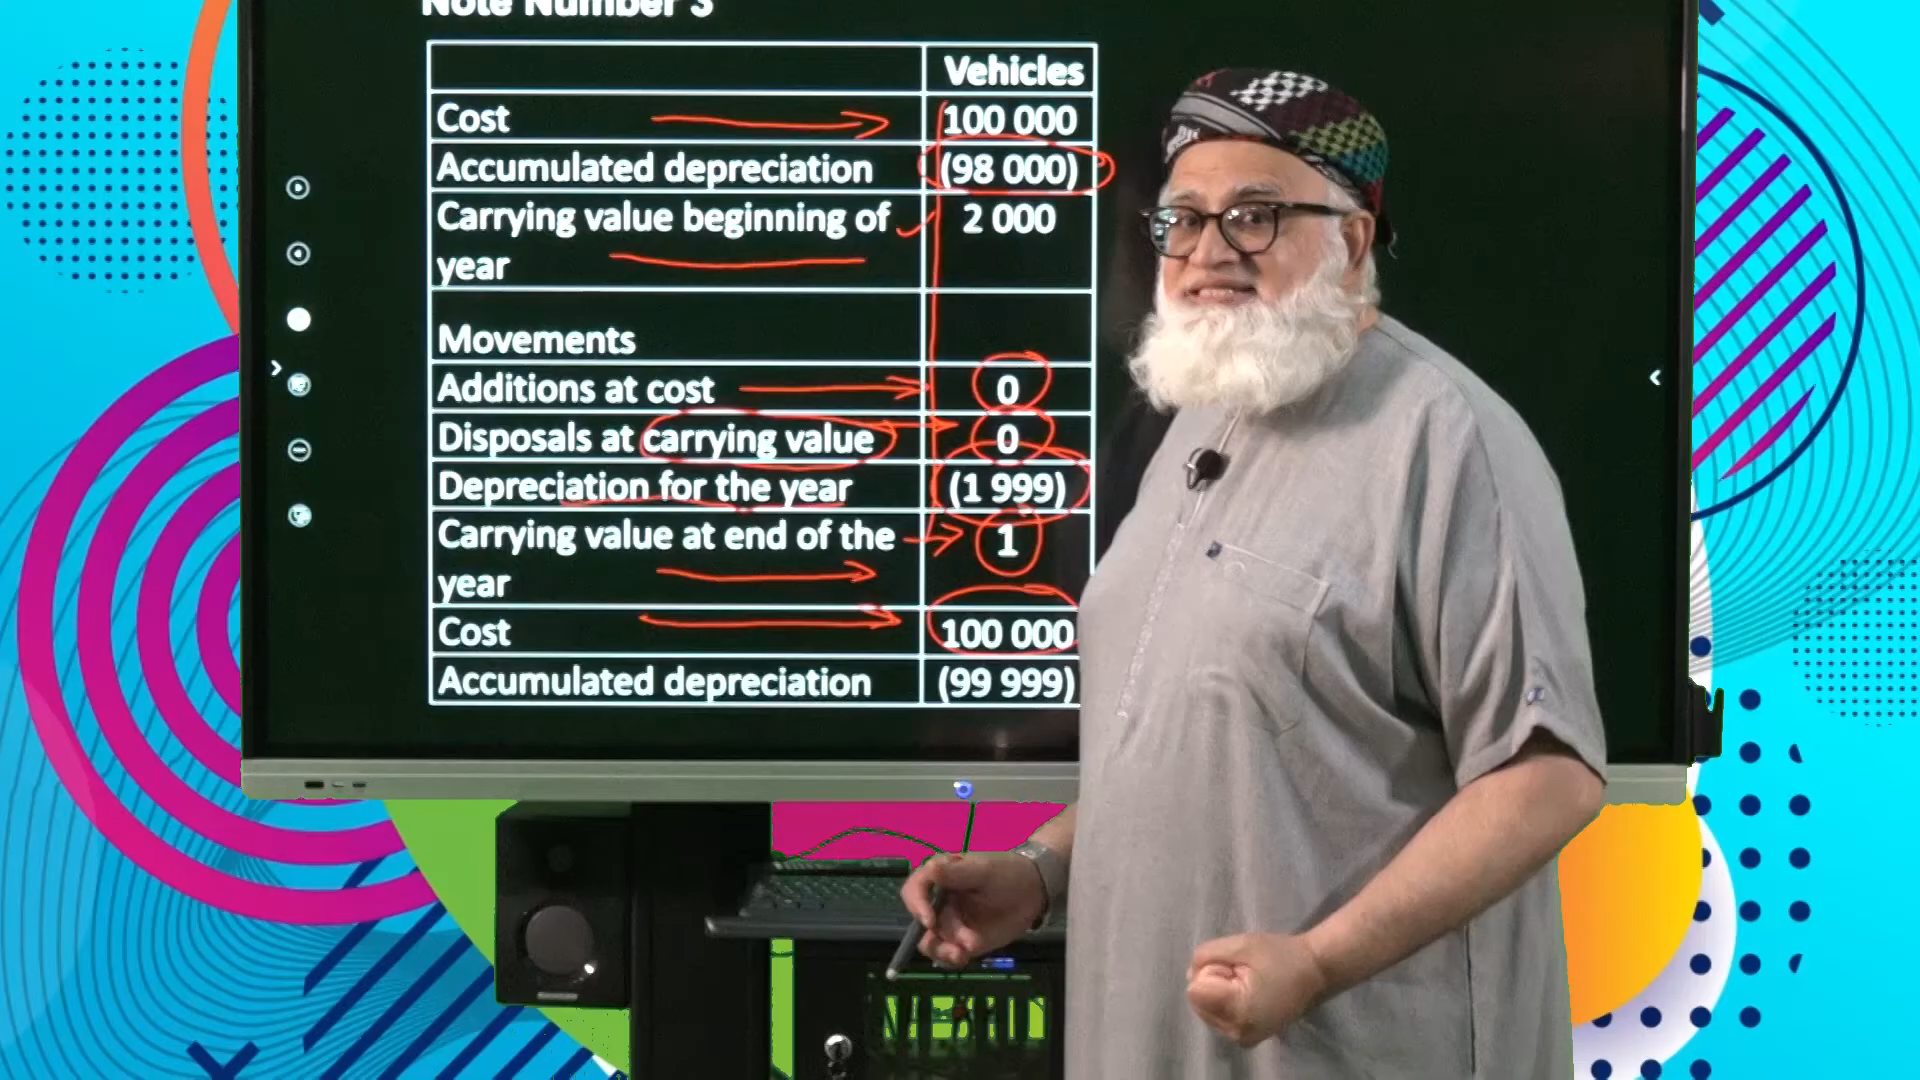 Note Number 3
Vehicles
Cost 100 000
Accumulated depreciation (98 000)
Carrying value beginning of 2 000
year
Movements
Additions at cost 0
Disposals at carrying value 0
Depreciation for the year (1 999)
Carrying value at end of the 1
year
Cost 100 000
Accumulated depreciation (99 999)